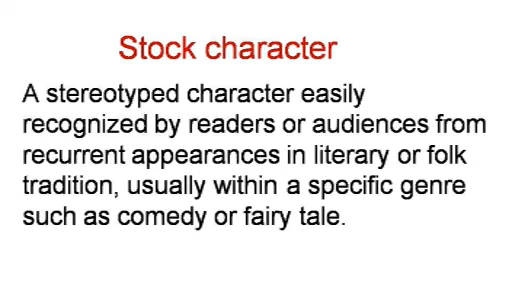 Stock character
A stereotyped character easily
recognized by readers or audiences from
recurrent appearances in literary or folk
tradition, usually within a specific genre
such as comedy or fairy tale.